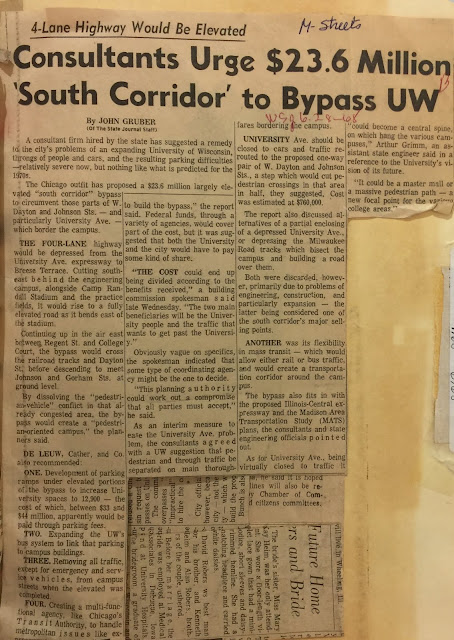 4-Lane Highway Would Be Elevated
M-Streets
Consultants Urge $23.6 Million
'South Corridor' to Bypass UW
By JOHN GRUBER
(Of The State Journal Staff)
A consultant firm hired by the state has suggested a remedy
to the city's problems of an expanding University of Wisconsin,
throngs of people and cars, and the resulting parking difficulties
—relatively severe now, but nothing like what is predicted for the
1970s.
The Chicago outfit has proposed a $23.6 million largely ele-
vated "south corridor" bypass
to circumvent those parts of W.
Dayton and Johnson Sts. — and
particularly University Ave. —
which border the campus.
THE FOUR-LANE highway
would be depressed from the
University Ave. expressway to
Breese Terrace. Cutting south-
east behind the engineering
campus, alongside Camp Ran-
dall Stadium and the practice
fields, it would rise to a fully
elevated road as it bends east of
the stadium.
Continuing up in the air east
between Regent St. and College
Court, the bypass would cross
the railroad tracks and Dayton
St. before descending to meet
Johnson and Gorham Sts. at
ground level.
By dissolving the "pedestri-
an-vehicle" conflict in that al-
ready congested area, the by-
pass would create a "pedestri-
an-oriented campus," the plan-
ners said.
DE LEUW, Cather, and Co.
also recommended:
ONE. Development of parking
ramps under elevated portions
of the bypass to increase Uni-
versity spaces to 12,900 — the
cost of which, between $33 and
$44 million, apparently would be
paid through parking fees.
TWO. Expanding the UW's
bus system to link that parking
to campus buildings.
THREE. Removing all traffic,
except for emergency and serv-
ice vehicles, from campus
streets when the elevated was
completed.
FOUR. Creating a multi-func-
tional agency, like Chicago's
Transit Authority, to handle
metropolitan issues like ex-
to build the bypass," the report
said. Federal funds, through a
variety of agencies, would cover
part of the cost, but it was sug-
gested that both the University
and the city would have to pay
some kind of share.
"THE COST could end up
being divided according to the
benefits received," a building
commission spokesman said
late Wednesday. "The two main
beneficiaries will be the Univer-
sity people and the traffic that
wants to get past the Universi-
ty."
Obviously vague on specifics,
the spokesman indicated that
some type of coordinating agen-
cy might be the one to decide.
"This planning authority
could work out a compromise
that all parties must accept,"
he said.
As an interim measure to
ease the University Ave. prob-
lem, the consultants agreed
with a UW suggestion that pe-
destrian and through traffic be
separated on main thorough-
fares bordering the campus.
UNIVERSITY Ave. should be
closed to cars and traffic re-
routed to the proposed one-way
pair of W. Dayton and Johnson
Sts., a step which would cut pe-
destrian crossings in that area
in half, they suggested. Cost
was estimated at $760,000.
The report also discussed al-
ternatives of a partial enclosing
of a depressed University Ave.,
or depressing the Milwaukee
Road tracks which bisect the
campus and building a road
over them.
Both were discarded, howev-
er, primarily due to problems of
engineering, construction, and
particularly expansion — the
latter being considered one of
the south corridor's major sell-
ing points.
ANOTHER was its flexibility
in mass transit — which would
allow either rail or bus traffic,
and would create a transporta-
tion corridor around the cam-
pus.
The bypass also fits in with
the proposed Illinois-Central ex-
pressway and the Madison Area
Transportation Study (MATS)
plans, the consultants and state
engineering officials pointed
out.
As for University Ave., being
virtually closed to traffic it
"could become a central spine,
on which hang the various cam-
puses," Arthur Grimm, an as-
sistant state engineer said in a
reference to the University's vi-
sion of its future.
"It could be a master mall or
a massive pedestrian path — a
new focal point for the various
college areas."
he said it is hoped
lines will also be re-
y Chamber of Com-
d citizens committees.
Future Home
rs and Bride